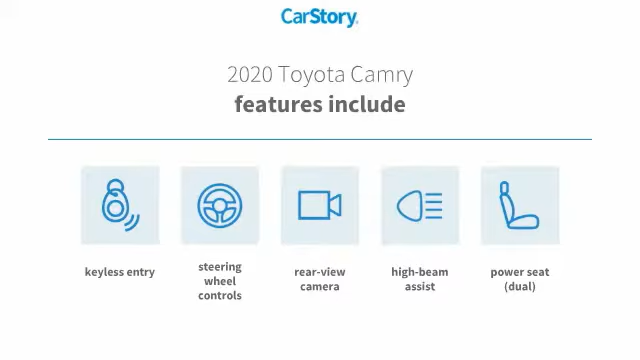 CarStory.
2020 Toyota Camry
features include
keyless entry
steering
wheel
controls
rear-view
camera
high-beam
assist
power seat
(dual)